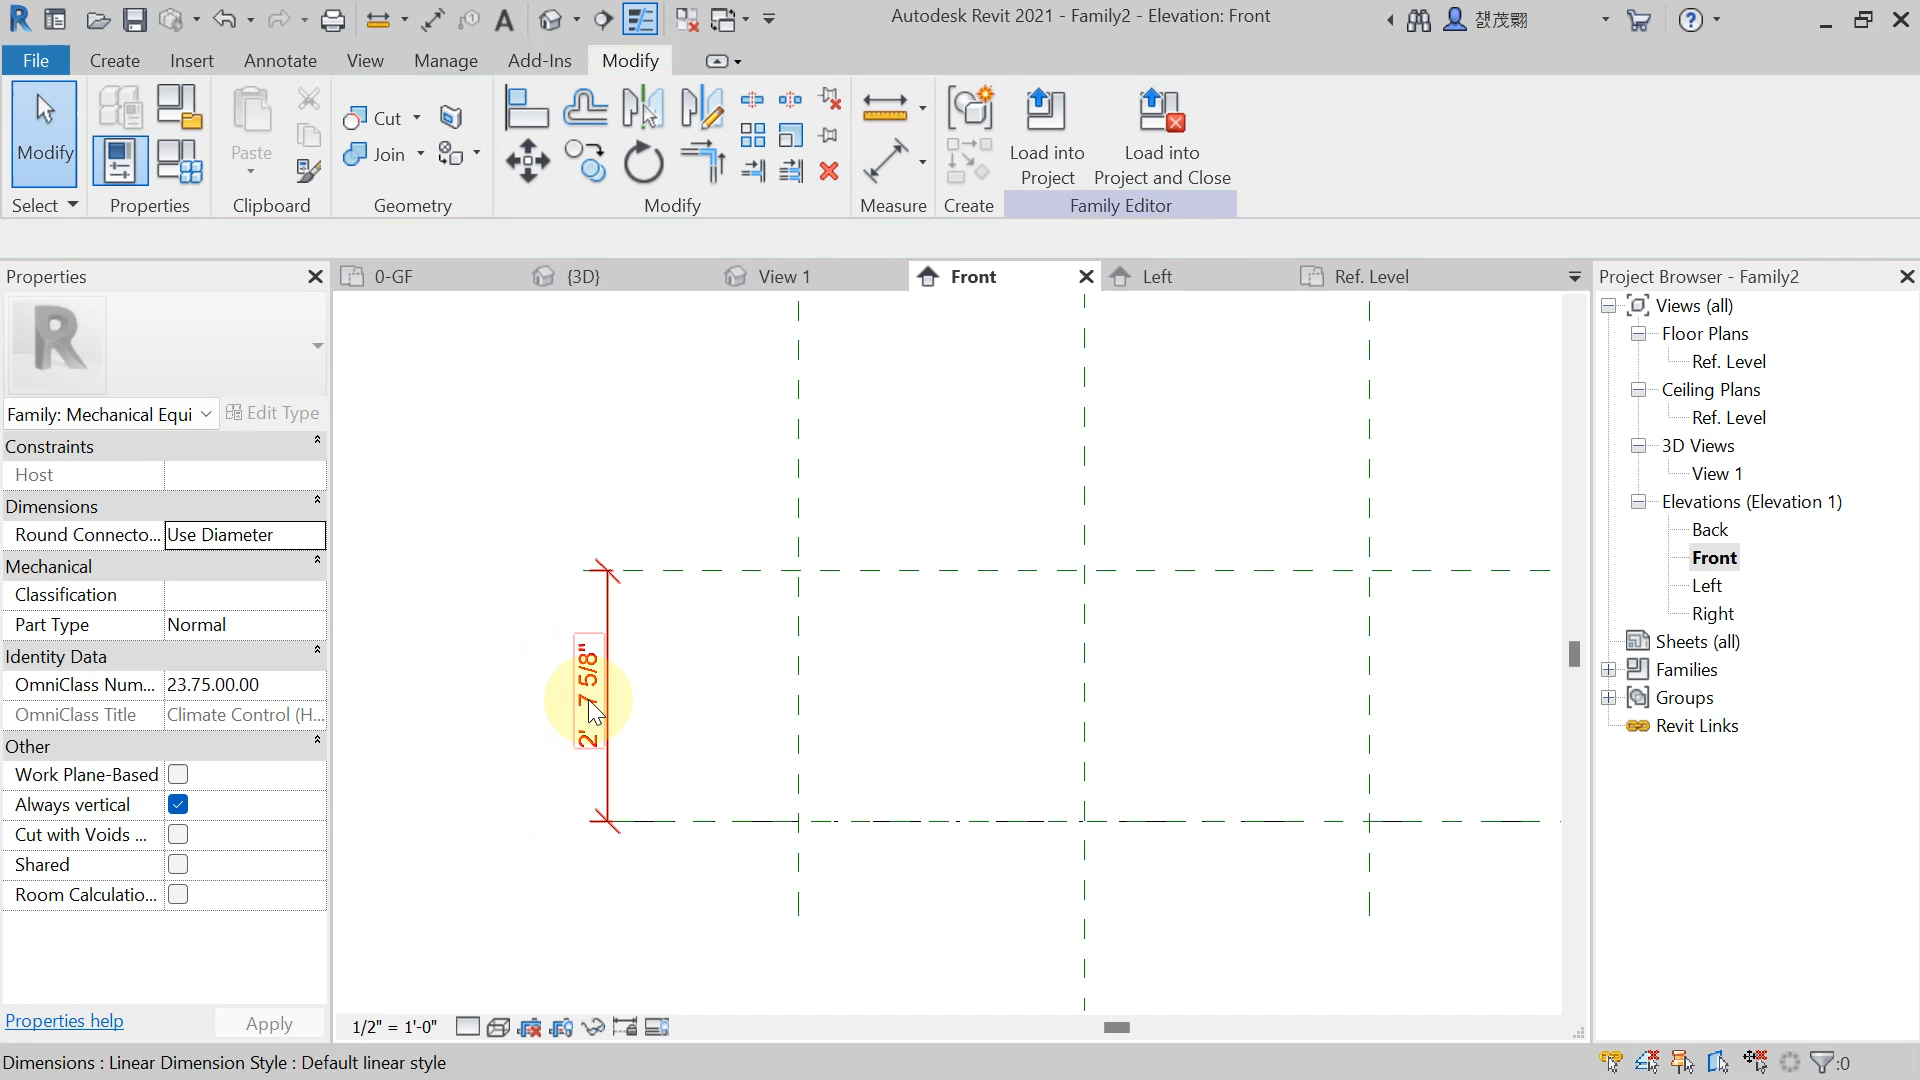 Autodesk Revit 2021 - Family2 - Elevation: Front
File
Create
Insert
Annotate
View
Manage
Add-Ins
Modify
Modify
Paste
Cut
Join
Load into
Project
Load into
Project and Close
Select
Properties
Clipboard
Geometry
Modify
Measure
Create
Family Editor
Properties
0-GF
{3D}
View 1
Front
Left
Ref. Level
Project Browser - Family2
Family: Mechanical Equi
Edit Type
Constraints
Host
Dimensions
Round Connecto... Use Diameter
Mechanical
Classification
Part Type Normal
Identity Data
OmniClass Num... 23.75.00.00
OmniClass Title Climate Control (H...
Other
Work Plane-Based
Always vertical
Cut with Voids ...
Shared
Room Calculatio...
Properties help
Apply
2' 7 5/8"
Views (all)
Floor Plans
Ref. Level
Ceiling Plans
Ref. Level
3D Views
View 1
Elevations (Elevation 1)
Back
Front
Left
Right
Sheets (all)
Families
Groups
Revit Links
1/2" = 1'-0"
Dimensions : Linear Dimension Style : Default linear style
:0